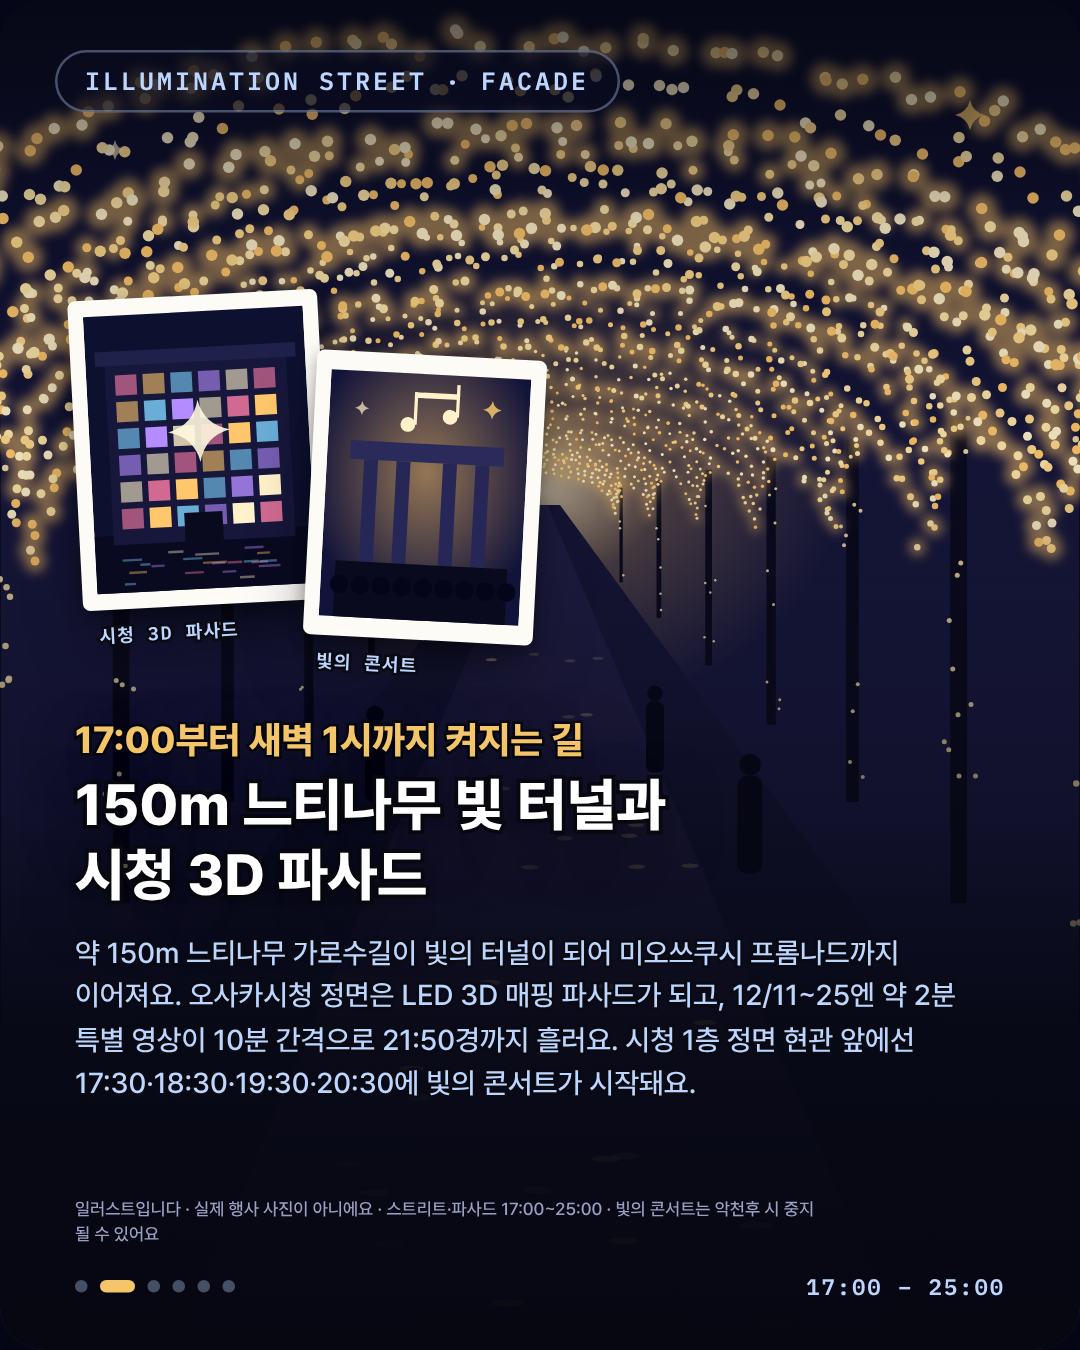 ILLUMINATION STREET · FACADE
시청 3D 파사드
빛의 콘서트
17:00부터 새벽 1시까지 켜지는 길
150m 느티나무 빛 터널과
시청 3D 파사드
약 150m 느티나무 가로수길이 빛의 터널이 되어 미오쓰쿠시 프롬나드까지
이어져요. 오사카시청 정면은 LED 3D 매핑 파사드가 되고, 12/11~25엔 약 2분
특별 영상이 10분 간격으로 21:50경까지 흘러요. 시청 1층 정면 현관 앞에선
17:30·18:30·19:30·20:30에 빛의 콘서트가 시작돼요.
일러스트입니다 · 실제 행사 사진이 아니에요 · 스트리트·파사드 17:00~25:00 · 빛의 콘서트는 악천후 시 중지
될 수 있어요
17:00 – 25:00